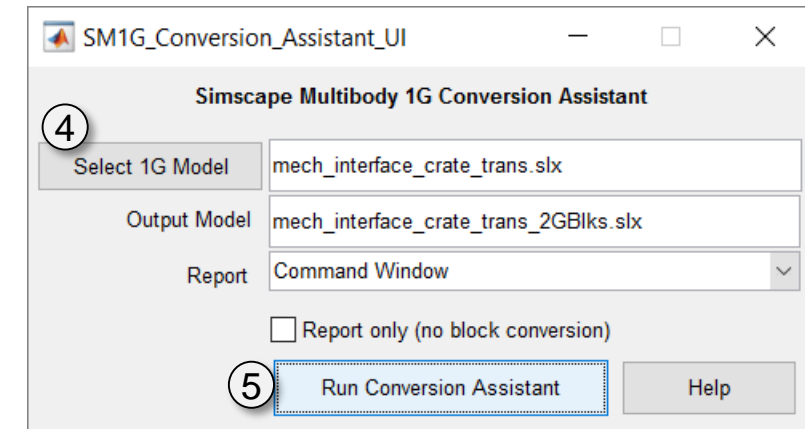 SM1G_Conversion_Assistant_UI
Simscape Multibody 1G Conversion Assistant
4
Select 1G Model mech_interface_crate_trans.slx
Output Model mech_interface_crate_trans_2GBlks.slx
Report Command Window
Report only (no block conversion)
5 Run Conversion Assistant Help